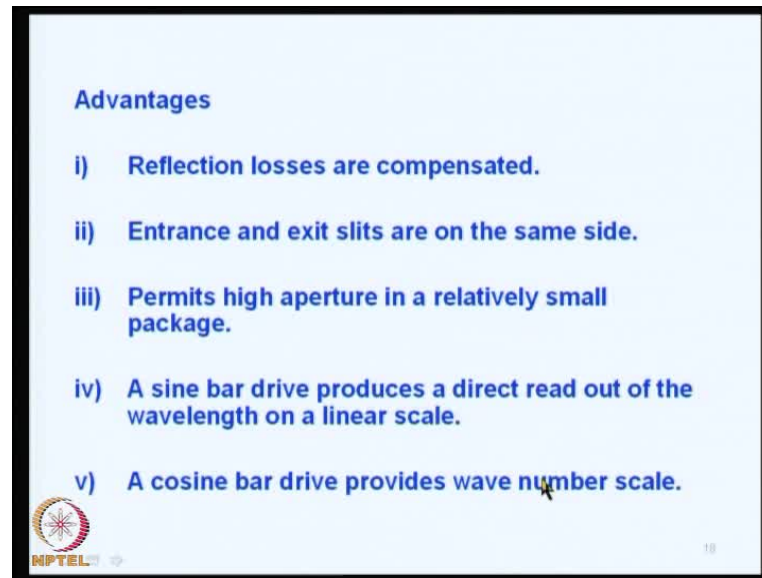 Advantages
i) Reflection losses are compensated.
ii) Entrance and exit slits are on the same side.
iii) Permits high aperture in a relatively small
package.
iv) A sine bar drive produces a direct read out of the
wavelength on a linear scale.
v) A cosine bar drive provides wave number scale.
NPTEL
18